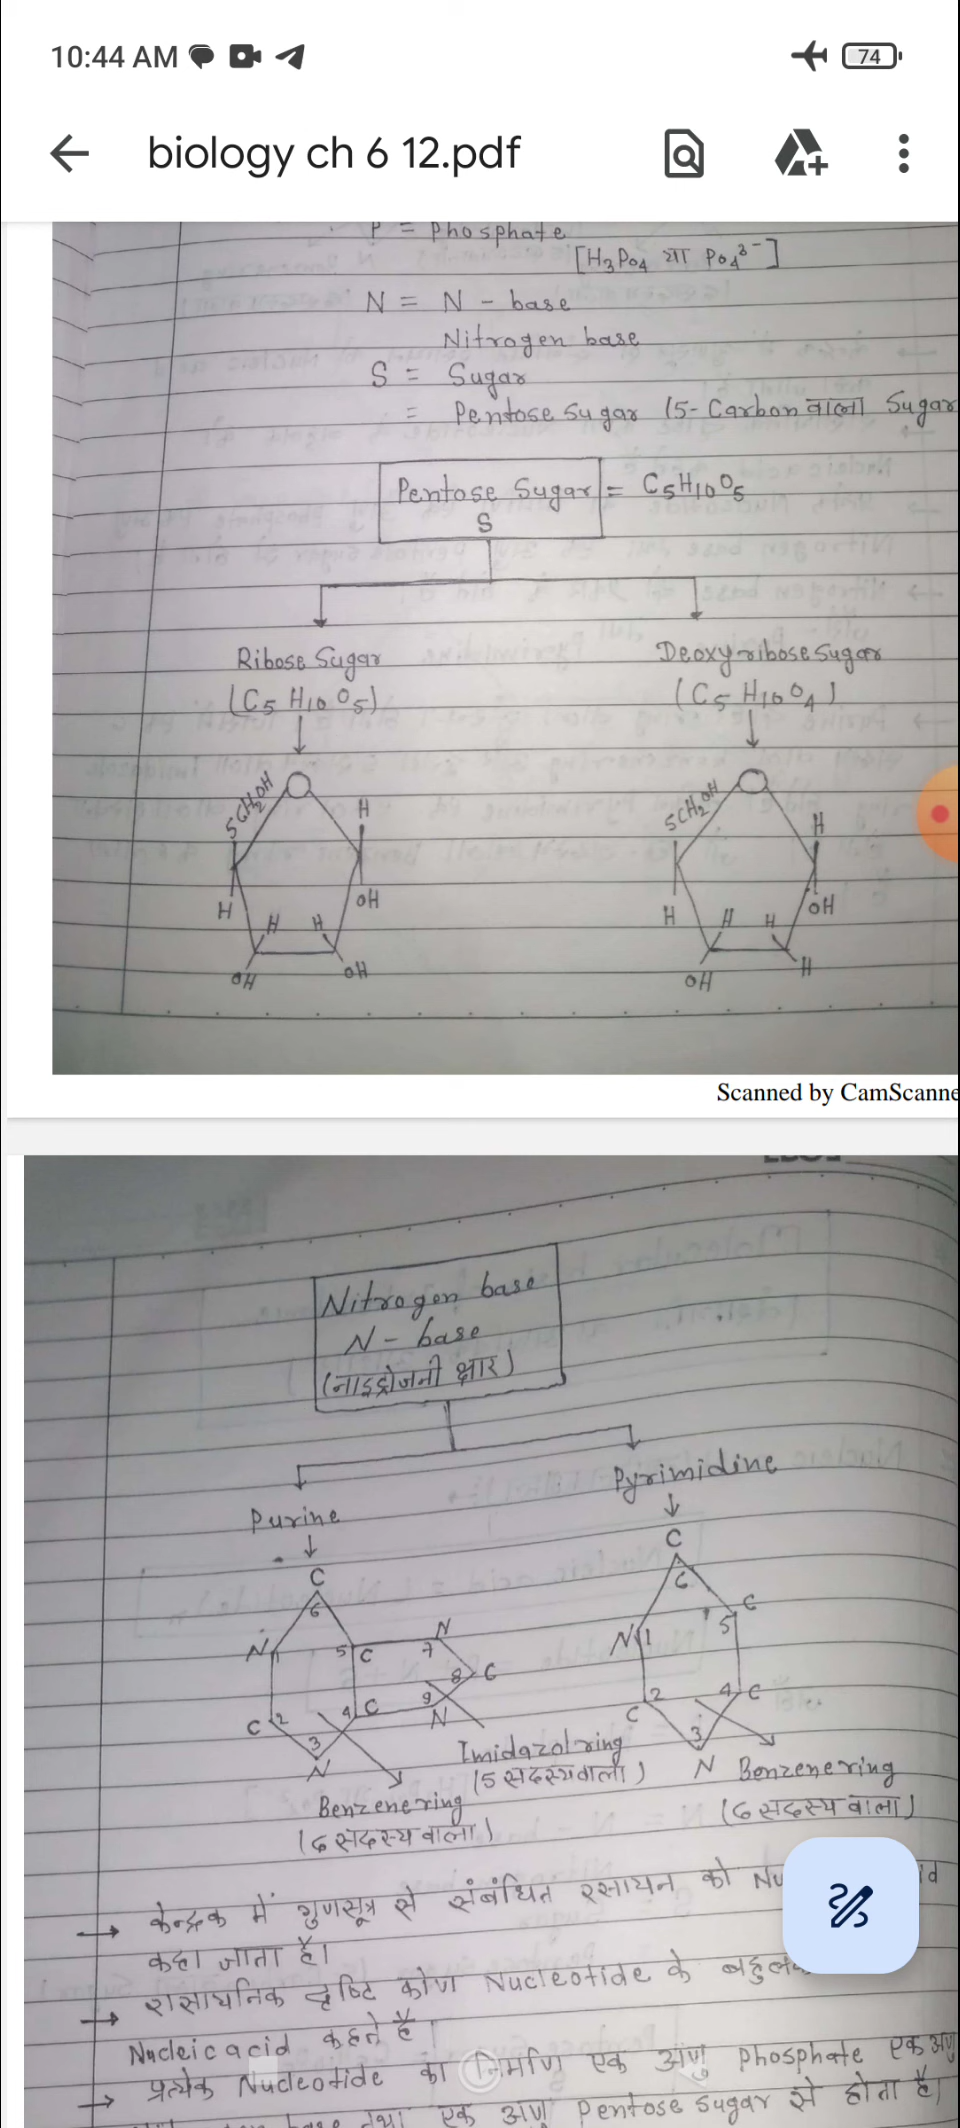 10:44 AM
74
biology ch 6 12.pdf
P = Phosphate
[H3PO4 या PO4³⁻]
N = N - base
Nitrogen base
S = Sugar
= Pentose Sugar (5-Carbon वाला Sugar
Pentose Sugar = C5H10O5
S
Ribose Sugar
Deoxyribose Sugar
(C5 H10 O5)
(C5 H10 O4)
5CH2OH
H
5CH2OH
H
H
OH
H
OH
H
H
H
H
OH
OH
OH
H
Scanned by CamScanne
Nitrogen base
N - base
(नाइट्रोजनी क्षार)
Purine
Pyrimidine
C
C
6
6
N
1
5
C
N
7
N
1
5
C
8
C
C
2
4
C
9
N
C
2
4
C
3
N
3
N
Imidazol ring
(5 सदस्य वाला)
Benzene ring
(6 सदस्य वाला)
Benzene ring
(6 सदस्य वाला)
→ केन्द्रक में गुणसूत्र से संबंधित रसायन को Nu id
कहा जाता है।
→ रासायनिक दृष्टि कोण Nucleotide के बहुल
Nucleic acid कहते है।
→ प्रत्येक Nucleotide का निर्माण एक अणु phosphate एक अणु
base तथा एक अणु pentose sugar से होता है।